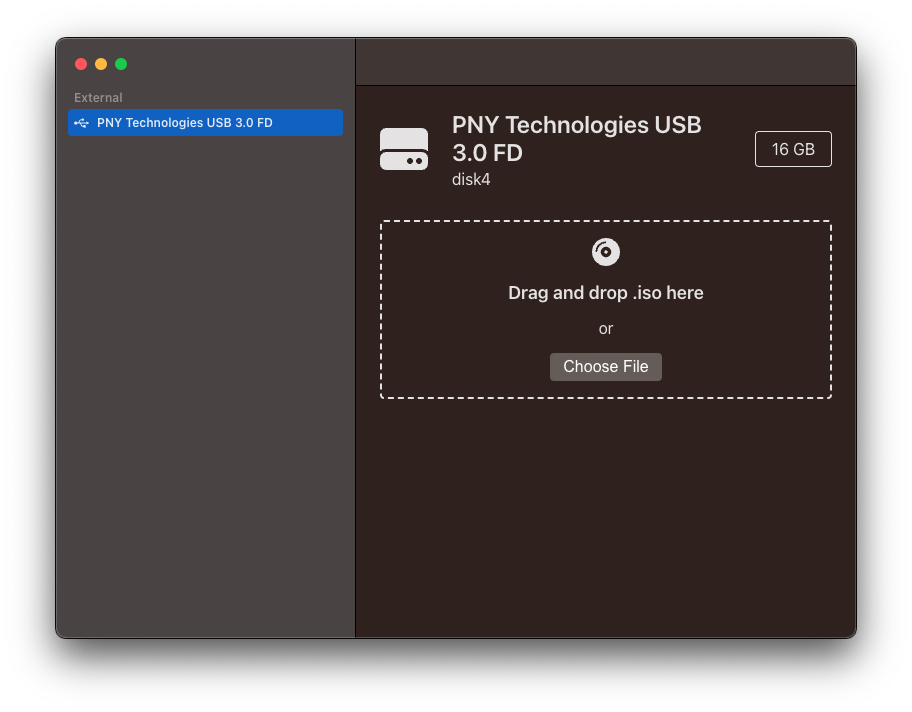 External
PNY Technologies USB 3.0 FD
PNY Technologies USB
3.0 FD
disk4
16 GB
Drag and drop .iso here
or
Choose File